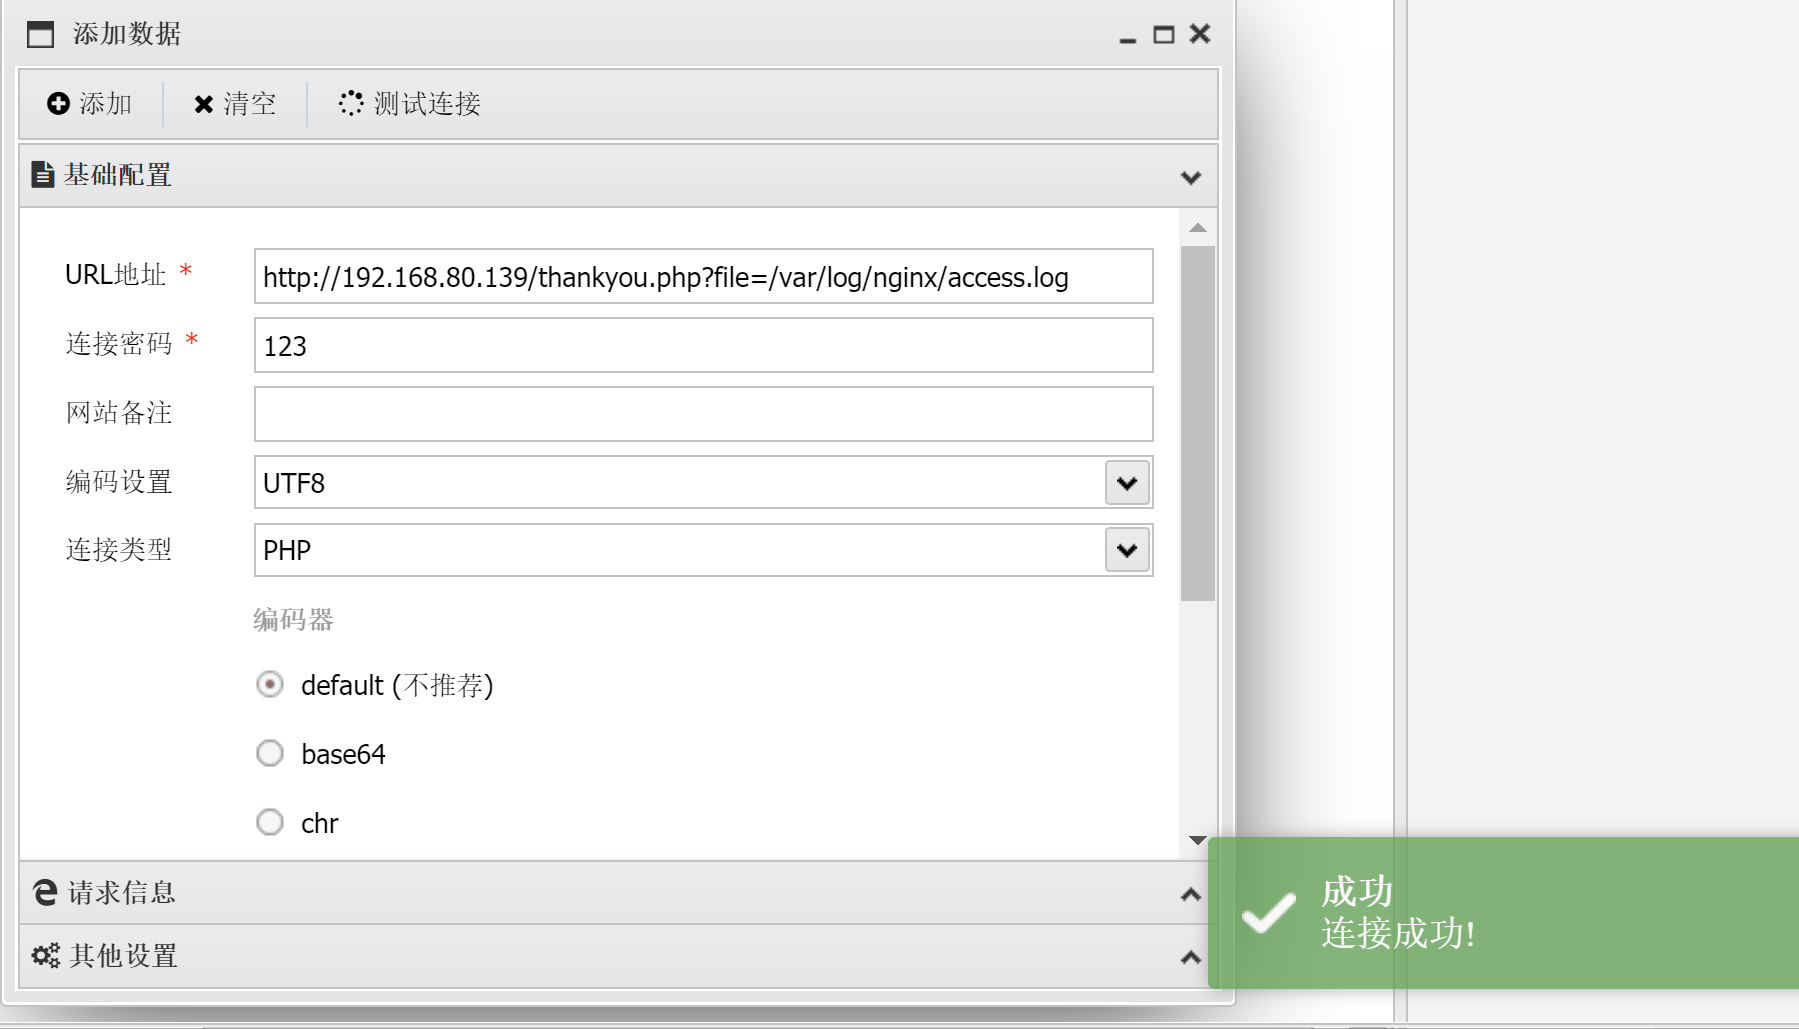 添加数据
添加 清空 测试连接
基础配置
URL地址 * http://192.168.80.139/thankyou.php?file=/var/log/nginx/access.log
连接密码 * 123
网站备注
编码设置 UTF8
连接类型 PHP
编码器
default (不推荐)
base64
chr
请求信息
其他设置
成功
连接成功!